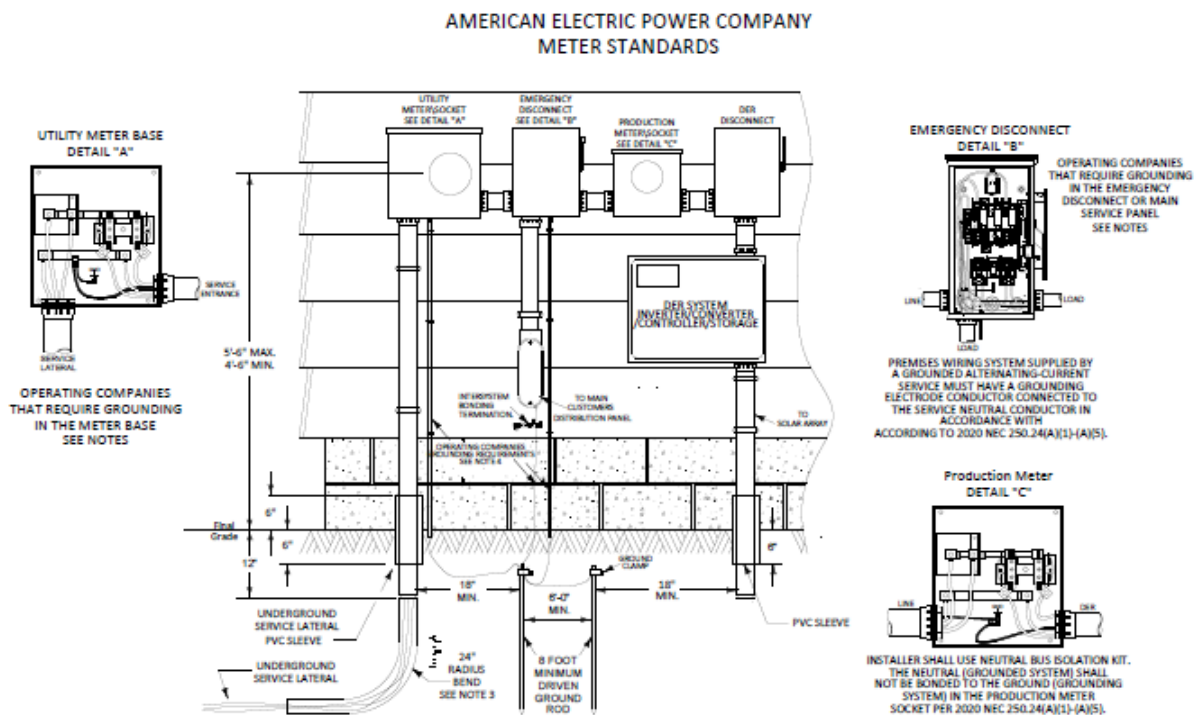 AMERICAN ELECTRIC POWER COMPANY
METER STANDARDS
UTILITY METER BASE
DETAIL "A"
SERVICE
ENTRANCE
SERVICE
LATERAL
OPERATING COMPANIES
THAT REQUIRE GROUNDING
IN THE METER BASE
SEE NOTES
UTILITY
METER\SOCKET
SEE DETAIL "A"
EMERGENCY
DISCONNECT
SEE DETAIL "B"
PRODUCTION
METER\SOCKET
SEE DETAIL "C"
DER
DISCONNECT
DER SYSTEM
INVERTER/CONVERTER
/CONTROLLER/STORAGE
5'-6" MAX.
4'-6" MIN.
INTERSYSTEM
BONDING
TERMINATION.
TO MAIN
CUSTOMERS
DISTRIBUTION PANEL
TO
SOLAR ARRAY
OPERATING COMPANIES
GROUNDING REQUIREMENTS
SEE NOTE 4
6"
Final
Grade
6"
12"
6"
GROUND
CLAMP
18"
MIN.
6'-0"
MIN.
18"
MIN.
UNDERGROUND
SERVICE LATERAL
PVC SLEEVE
PVC SLEEVE
UNDERGROUND
SERVICE LATERAL
24"
RADIUS
BEND
SEE NOTE 3
8 FOOT
MINIMUM
DRIVEN
GROUND
ROD
EMERGENCY DISCONNECT
DETAIL "B"
OPERATING COMPANIES
THAT REQUIRE GROUNDING
IN THE EMERGENCY
DISCONNECT OR MAIN
SERVICE PANEL
SEE NOTES
LINE
LOAD
LOAD
PREMISES WIRING SYSTEM SUPPLIED BY
A GROUNDED ALTERNATING-CURRENT
SERVICE MUST HAVE A GROUNDING
ELECTRODE CONDUCTOR CONNECTED TO
THE SERVICE NEUTRAL CONDUCTOR IN
ACCORDANCE WITH
ACCORDING TO 2020 NEC 250.24(A)(1)-(A)(5).
Production Meter
DETAIL "C"
LINE
DER
INSTALLER SHALL USE NEUTRAL BUS ISOLATION KIT.
THE NEUTRAL (GROUNDED SYSTEM) SHALL
NOT BE BONDED TO THE GROUND (GROUNDING
SYSTEM) IN THE PRODUCTION METER
SOCKET PER 2020 NEC 250.24(A)(1)-(A)(5).